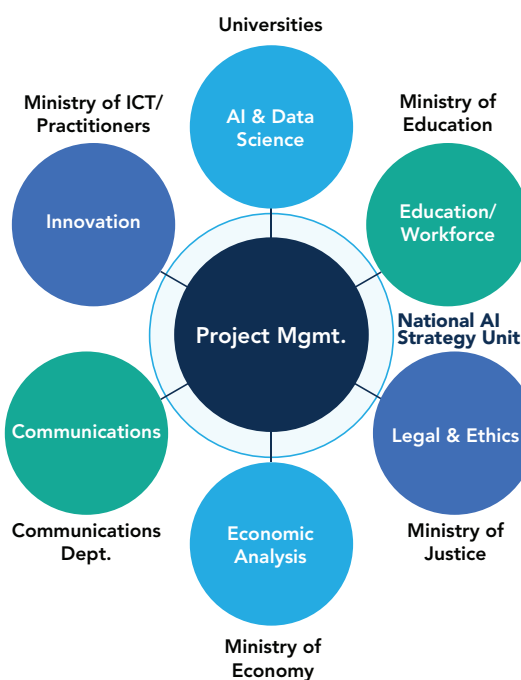 Universities
AI & Data
Science
Ministry of ICT/
Practitioners
Innovation
Ministry of
Education
Education/
Workforce
Project Mgmt.
National AI
Strategy Unit
Communications
Communications
Dept.
Legal & Ethics
Ministry of
Justice
Economic
Analysis
Ministry of
Economy